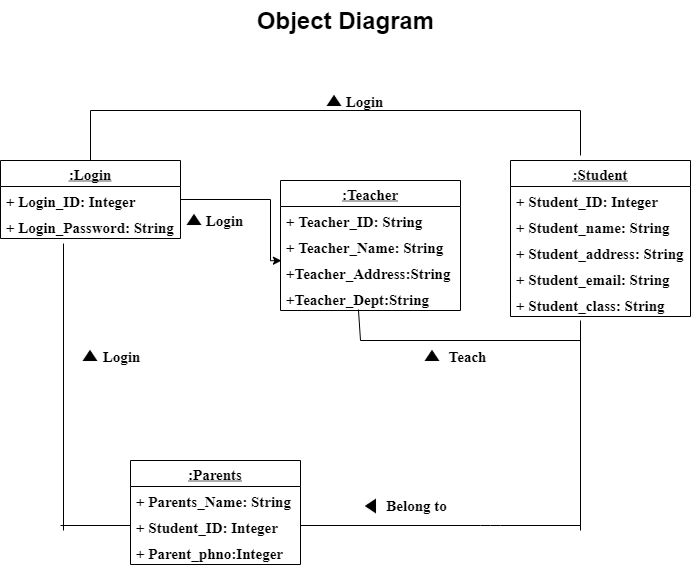 Object Diagram
▲ Login
:Login
+ Login_ID: Integer
+ Login_Password: String
▲ Login
:Teacher
+ Teacher_ID: String
+ Teacher_Name: String
+Teacher_Address:String
+Teacher_Dept:String
:Student
+ Student_ID: Integer
+ Student_name: String
+ Student_address: String
+ Student_email: String
+ Student_class: String
▲ Login
▲ Teach
:Parents
+ Parents_Name: String
+ Student_ID: Integer
+ Parent_phno:Integer
◀ Belong to